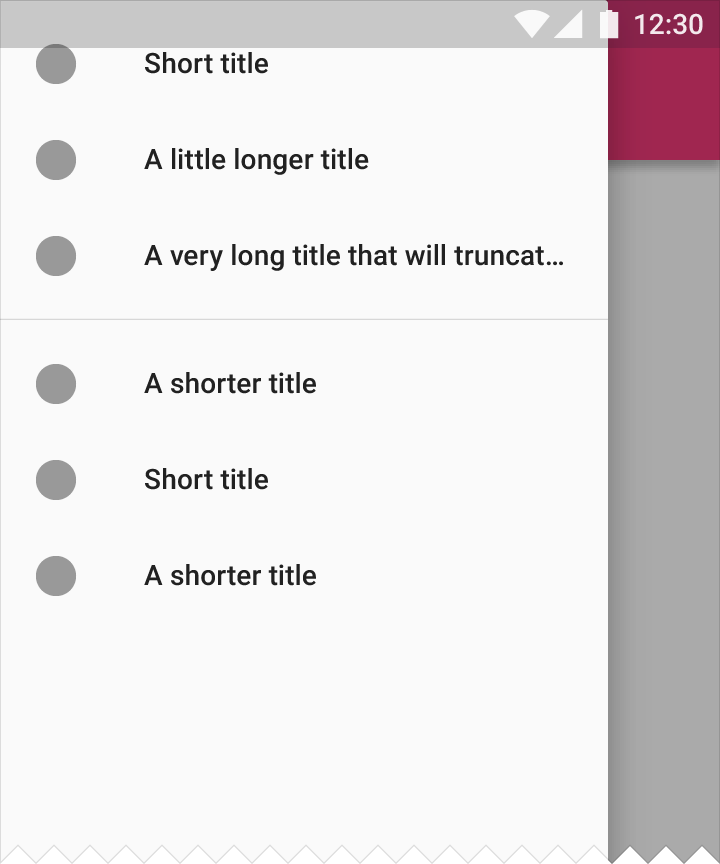 12:30
Short title
A little longer title
A very long title that will truncat…
A shorter title
Short title
A shorter title